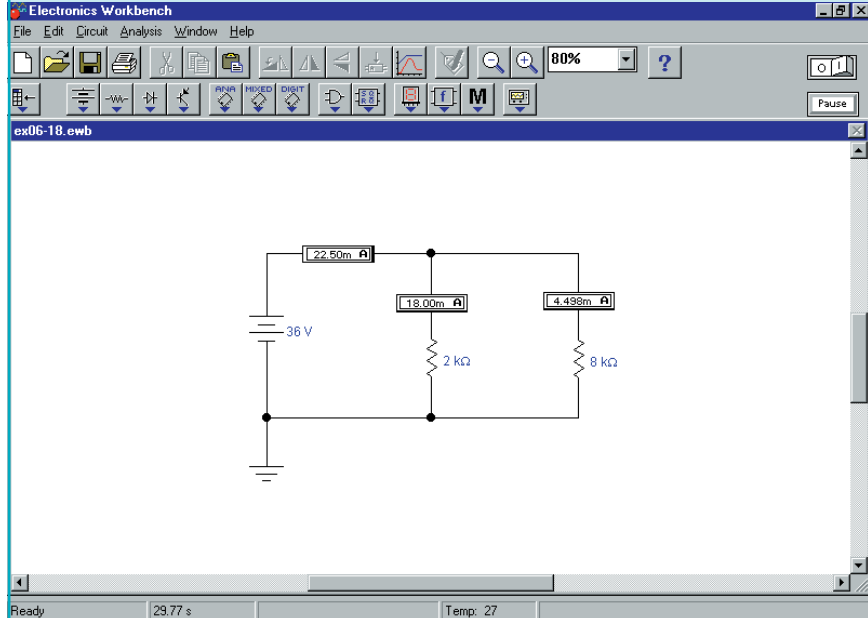 Electronics Workbench
File Edit Circuit Analysis Window Help
80%
?
O I
ANA MIXED DIGIT
M
Pause
ex06-18.ewb
22.50m A
18.00m A
4.498m A
36 V
2 kΩ
8 kΩ
Ready
29.77 s
Temp: 27